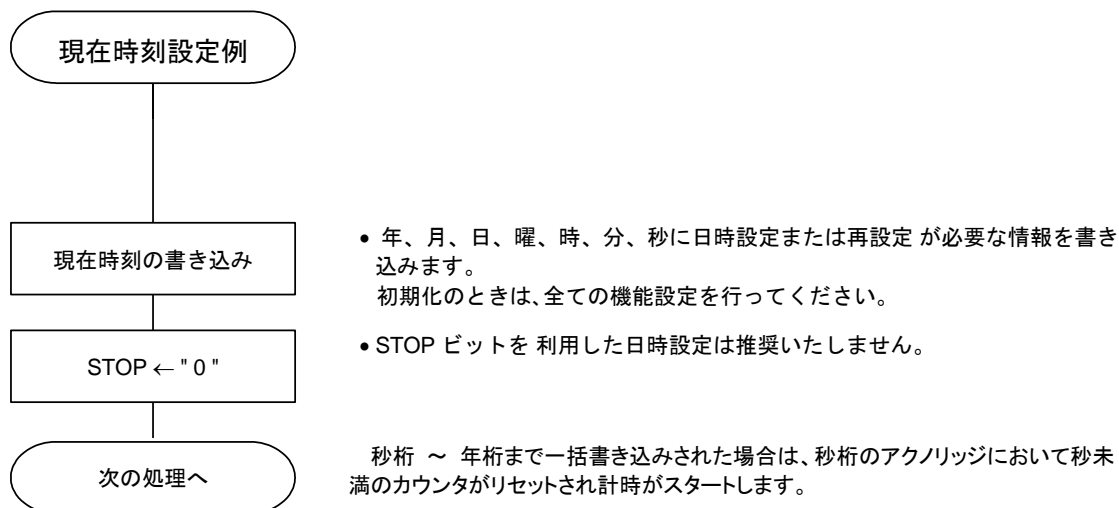 現在時刻設定例
現在時刻の書き込み
• 年、月、日、曜、時、分、秒に日時設定または再設定 が必要な情報を書き
込みます。
初期化のときは、全ての機能設定を行ってください。
STOP ← " 0 "
• STOP ビットを 利用した日時設定は推奨いたしません。
次の処理へ
秒桁 ～ 年桁まで一括書き込みされた場合は、秒桁のアクノリッジにおいて秒未
満のカウンタがリセットされ計時がスタートします。